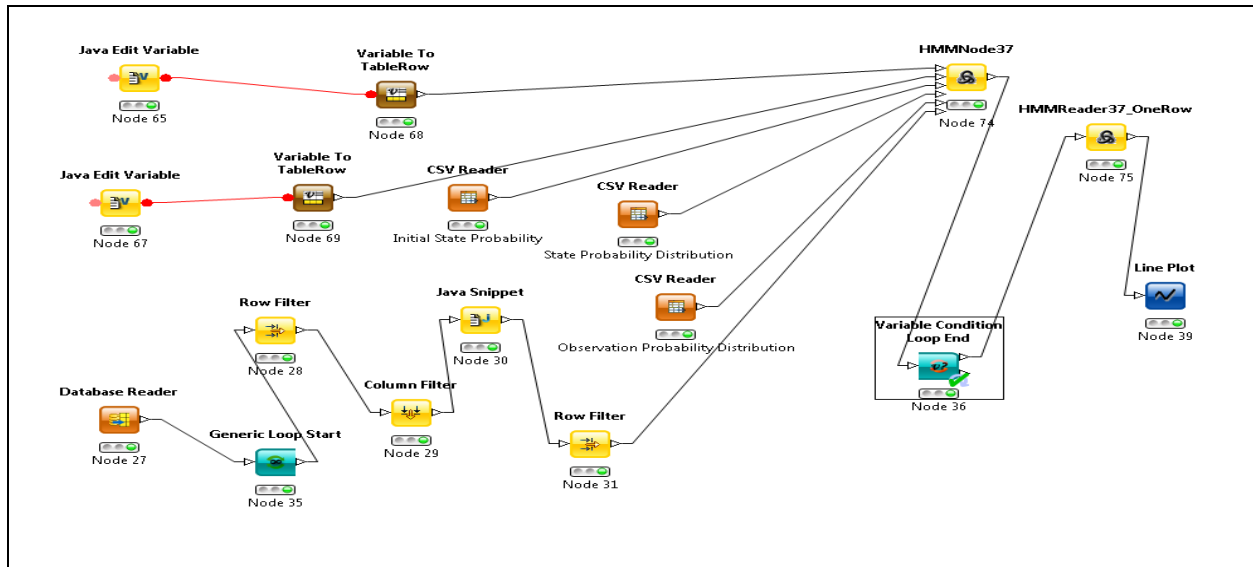 Java Edit Variable
Node 65
Variable To
TableRow
Node 68
HMMNode37
Node 74
HMMReader37_OneRow
Node 75
Java Edit Variable
Node 67
Variable To
TableRow
Node 69
CSV Reader
Initial State Probability
CSV Reader
State Probability Distribution
CSV Reader
Observation Probability Distribution
Line Plot
Node 39
Row Filter
Node 28
Java Snippet
Node 30
Variable Condition
Loop End
Node 36
Database Reader
Node 27
Generic Loop Start
Node 35
Column Filter
Node 29
Row Filter
Node 31